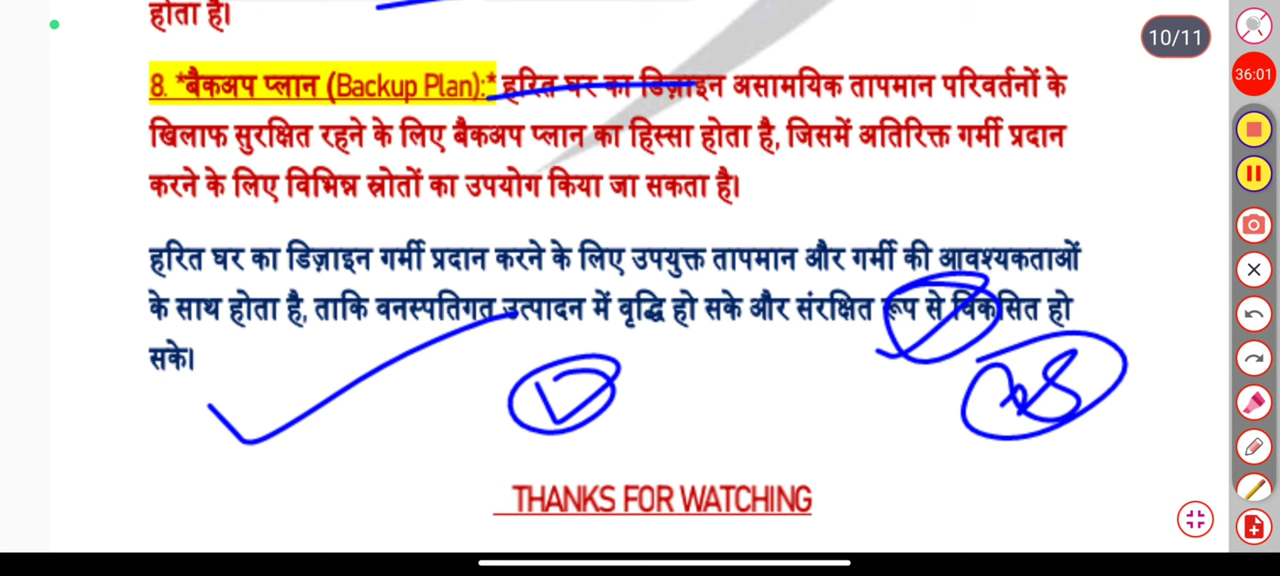 होता है।
10/11
36:01
8. *बैकअप प्लान (Backup Plan):* हरित घर का डिज़ाइन असामयिक तापमान परिवर्तनों के
खिलाफ सुरक्षित रहने के लिए बैकअप प्लान का हिस्सा होता है, जिसमें अतिरिक्त गर्मी प्रदान
करने के लिए विभिन्न स्रोतों का उपयोग किया जा सकता है।
हरित घर का डिज़ाइन गर्मी प्रदान करने के लिए उपयुक्त तापमान और गर्मी की आवश्यकताओं
के साथ होता है, ताकि वनस्पतिगत उत्पादन में वृद्धि हो सके और संरक्षित रूप से विकसित हो
सके।
THANKS FOR WATCHING